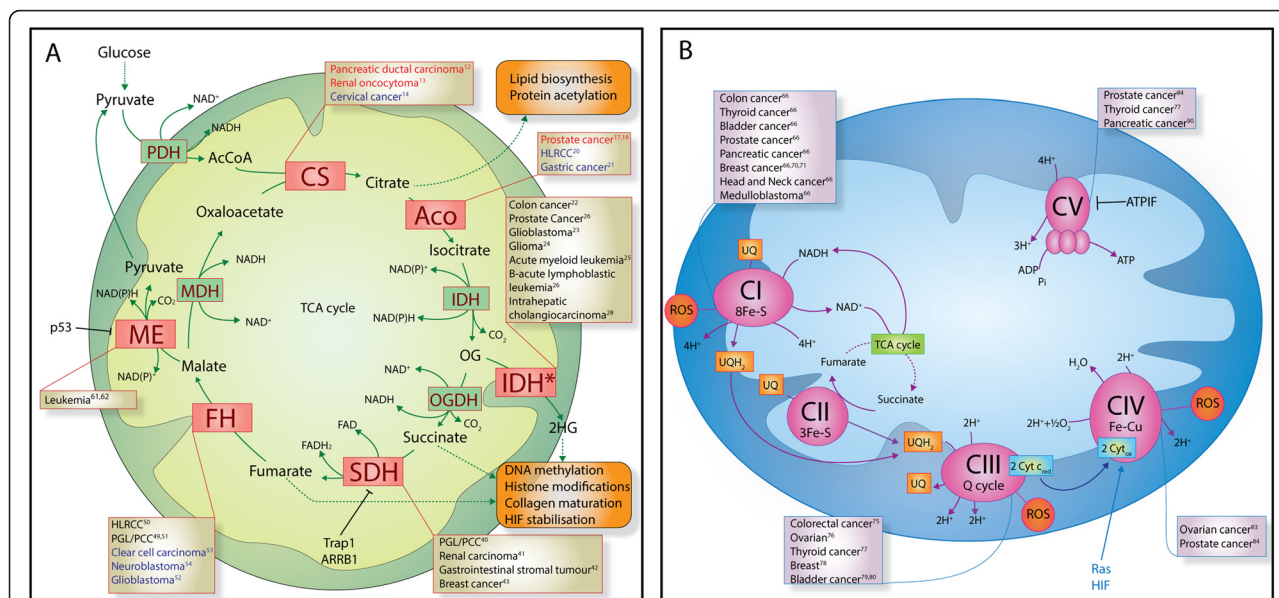 A
Glucose
Pyruvate
NAD⁺
NADH
PDH
AcCoA
Pancreatic ductal carcinoma¹²
Renal oncocytoma¹³
Cervical cancer¹⁴
Lipid biosynthesis
Protein acetylation
CS
Citrate
Prostate cancer¹⁷,¹⁸
HLRCC²⁰
Gastric cancer²¹
Oxaloacetate
Aco
Isocitrate
Colon cancer²²
Prostate Cancer²⁶
Glioblastoma²³
Glioma²⁴
Acute myeloid leukemia²⁵
B-acute lymphoblastic
leukemia²⁶
Intrahepatic
cholangiocarcinoma²⁸
Pyruvate
NAD(P)H
CO₂
MDH
NADH
NAD⁺
TCA cycle
NAD(P)⁺
IDH
NAD(P)H
CO₂
p53
ME
NAD(P)⁺
Malate
OG
IDH*
Leukemia⁶¹,⁶²
NAD⁺
OGDH
NADH
CO₂
2HG
FH
FAD
Succinate
FADH₂
SDH
Fumarate
DNA methylation
Histone modifications
Collagen maturation
HIF stabilisation
Trap1
ARRB1
HLRCC⁵⁰
PGL/PCC⁴⁹,⁵¹
Clear cell carcinoma⁵³
Neuroblastoma⁵⁴
Glioblastoma⁵²
PGL/PCC⁴⁰
Renal carcinoma⁴¹
Gastrointestinal stromal tumour⁴²
Breast cancer⁴³
B
Colon cancer⁶⁶
Thyroid cancer⁶⁶
Bladder cancer⁶⁶
Prostate cancer⁶⁶
Pancreatic cancer⁶⁶
Breast cancer⁶⁶,⁷⁰,⁷¹
Head and Neck cancer⁶⁶
Medulloblastoma⁶⁶
Prostate cancer⁸⁴
Thyroid cancer⁷⁷
Pancreatic cancer⁹⁰
4H⁺
CV
ATPIF
3H⁺
ADP
Pi
ATP
UQ
NADH
CI
8Fe-S
ROS
NAD⁺
4H⁺
4H⁺
TCA cycle
UQH₂
Fumarate
UQ
Succinate
CII
3Fe-S
UQH₂
2H⁺
CIII
Q cycle
2 Cyt c red
UQ
2H⁺
2H⁺
ROS
H₂O
2H⁺
CIV
Fe-Cu
2H⁺+½O₂
2 Cyt ox
ROS
2H⁺
Colorectal cancer⁷⁵
Ovarian⁷⁶
Thyroid cancer⁷⁷
Breast⁷⁸
Bladder cancer⁷⁹,⁸⁰
Ovarian cancer⁸³
Prostate cancer⁸⁴
Ras
HIF